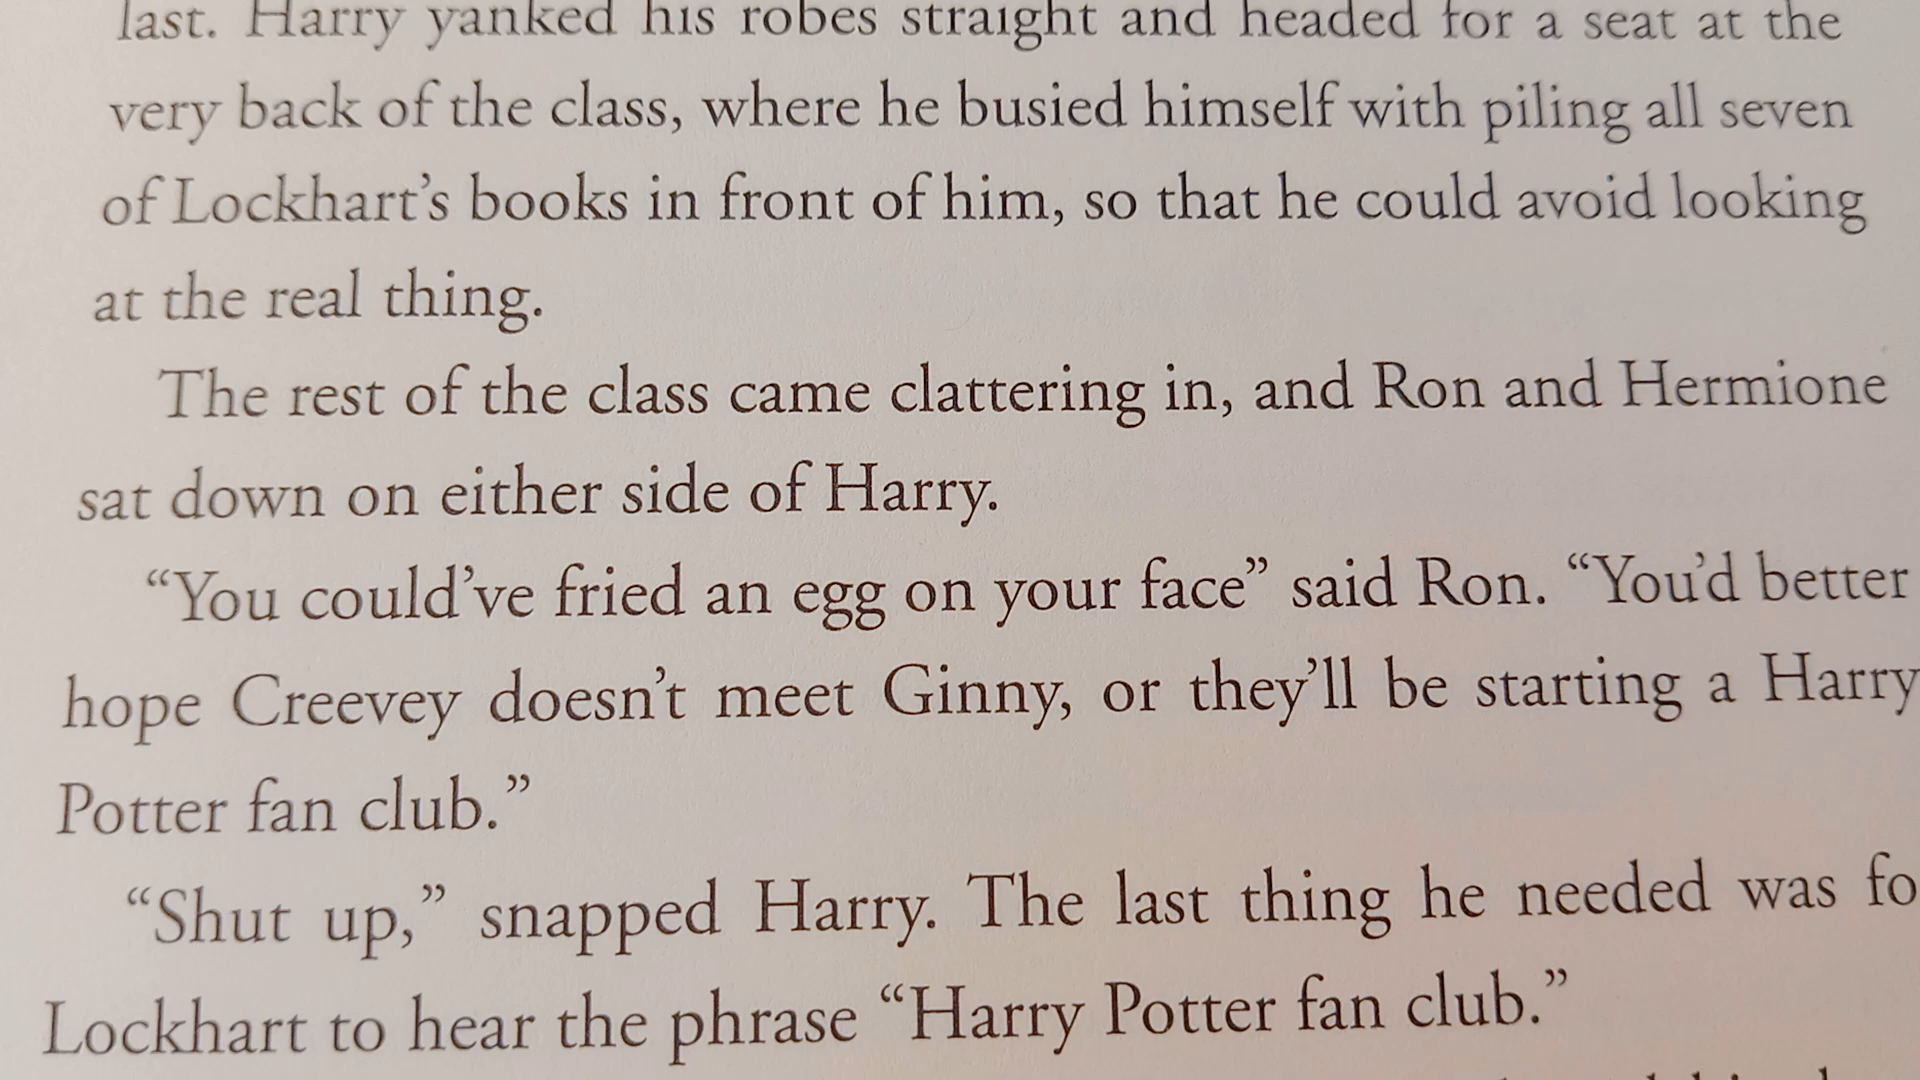 last. Harry yanked his robes straight and headed for a seat at the
very back of the class, where he busied himself with piling all seven
of Lockhart's books in front of him, so that he could avoid looking
at the real thing.
The rest of the class came clattering in, and Ron and Hermione
sat down on either side of Harry.
“You could've fried an egg on your face” said Ron. “You'd better
hope Creevey doesn't meet Ginny, or they'll be starting a Harry
Potter fan club.”
“Shut up,” snapped Harry. The last thing he needed was fo
Lockhart to hear the phrase “Harry Potter fan club.”